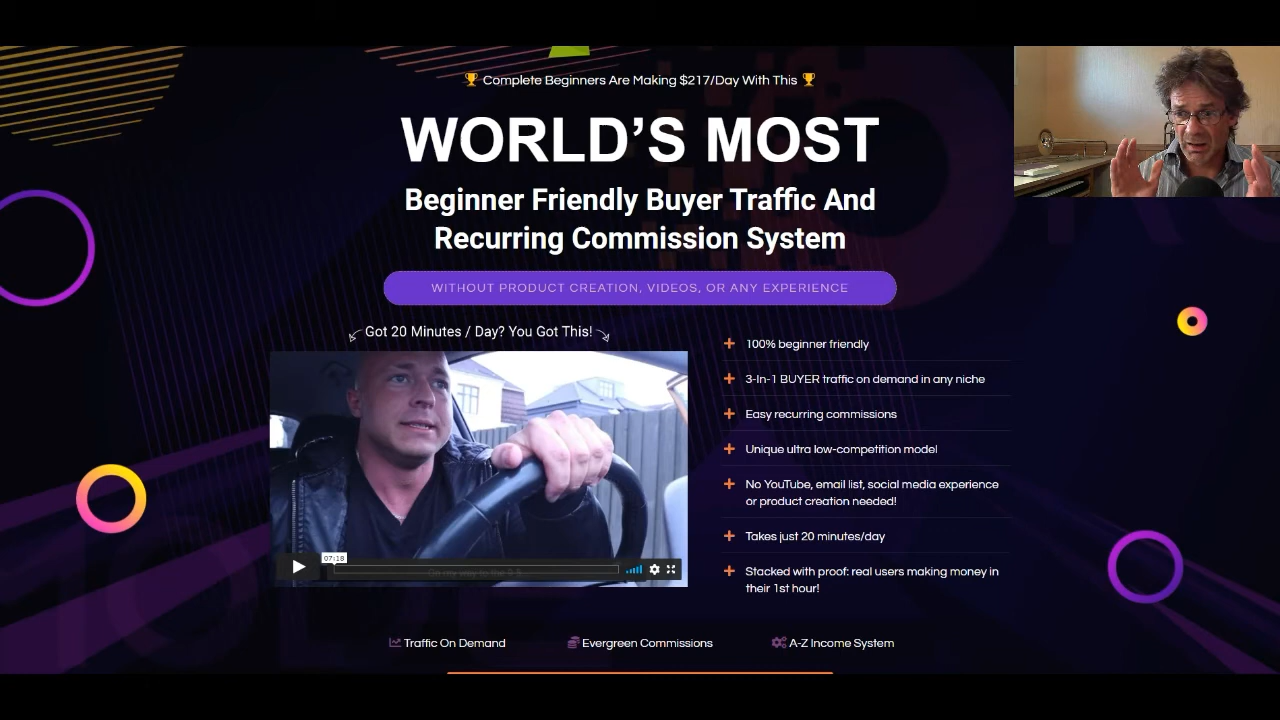 Complete Beginners Are Making $217/Day With This
WORLD'S MOST
Beginner Friendly Buyer Traffic And
Recurring Commission System
WITHOUT PRODUCT CREATION, VIDEOS, OR ANY EXPERIENCE
Got 20 Minutes / Day? You Got This!
07:18
100% beginner friendly
3-In-1 BUYER traffic on demand in any niche
Easy recurring commissions
Unique ultra low-competition model
No YouTube, email list, social media experience
or product creation needed!
Takes just 20 minutes/day
Stacked with proof: real users making money in
their 1st hour!
Traffic On Demand
Evergreen Commissions
A-Z Income System